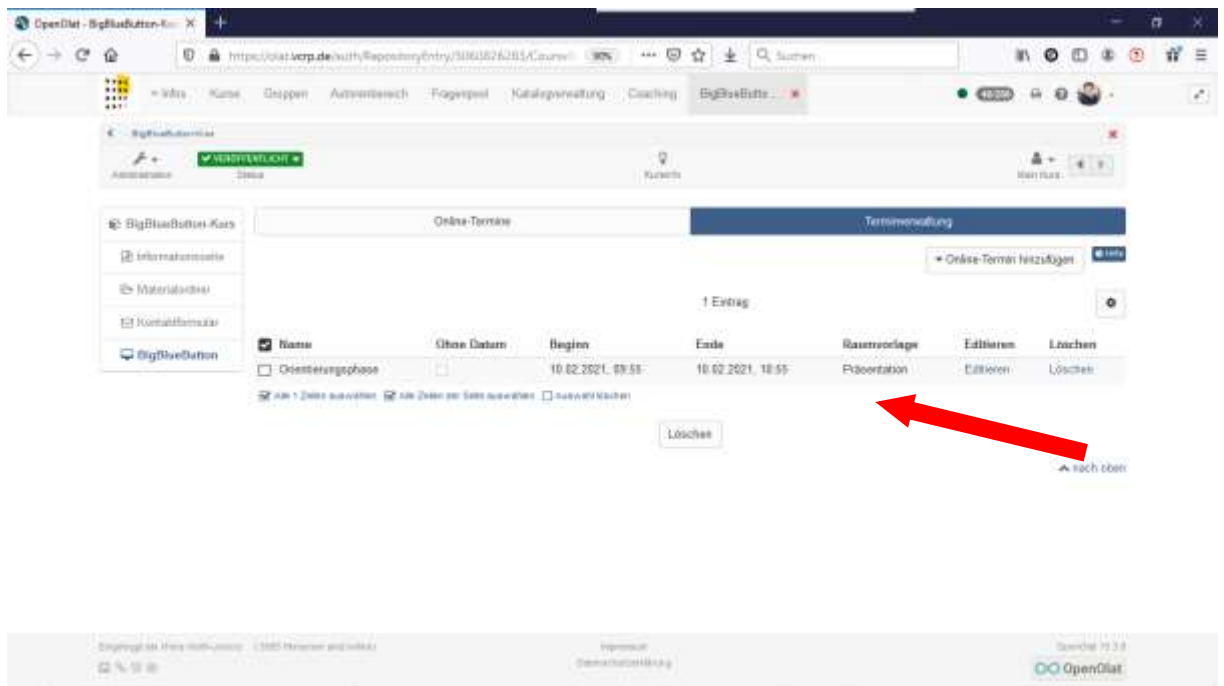 OpenOlat - BigBlueButton-Ku
90% Suchen
Infos Kurse Gruppen Autorenbereich Fragenpool Katalogverwaltung Coaching BigBlueButto...
BigBlueButton-Kurs
Administration VERÖFFENTLICHT Status Kursinfo Mein Kurs
Online-Termine Terminverwaltung
BigBlueButton-Kurs
Informationsseite
Materialordner
Kontaktformular
BigBlueButton
Online-Termin hinzufügen Hilfe
1 Eintrag
Name Ohne Datum Beginn Ende Raumvorlage Editieren Löschen
Orientierungsphase 10.02.2021, 09:55 10.02.2021, 10:55 Präsentation Editieren Löschen
Alle 1 Zeilen auswählen Alle Zeilen der Seite auswählen Auswahl löschen
Löschen
nach oben
Impressum
Datenschutzerklärung
OpenOlat